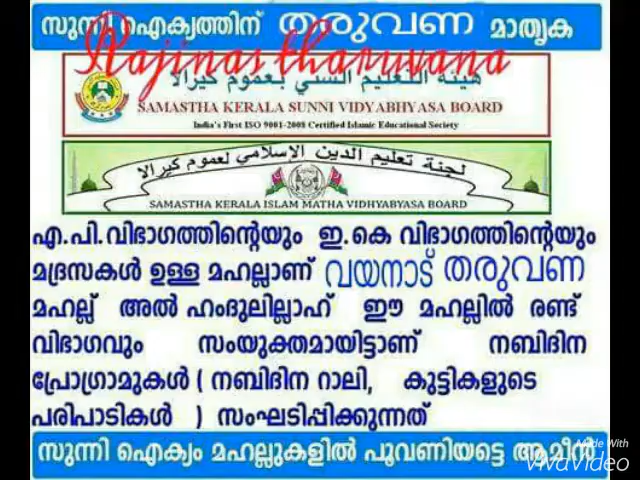 സുന്നി ഐക്യത്തിന് തരുവണ മാതൃക
Rajinas tharuvana
هيئة التعليم السني بعموم كيرالا
SAMASTHA KERALA SUNNI VIDYABHYASA BOARD
India's First ISO 9001-2008 Certified Islamic Educational Society
لجنة تعليم الدين الإسلامي لعموم كيرالا
SAMASTHA KERALA ISLAM MATHA VIDHYABYASA BOARD
എ.പി.വിഭാഗത്തിന്റെയും ഇ.കെ വിഭാഗത്തിന്റെയും
മദ്രസകൾ ഉള്ള മഹല്ലാണ് വയനാട് തരുവണ
മഹല്ല് അൽ ഹംദുലില്ലാഹ് ഈ മഹല്ലിൽ രണ്ട്
വിഭാഗവും സംയുക്തമായിട്ടാണ് നബിദിന
പ്രോഗ്രാമുകൾ ( നബിദിന റാലി, കുട്ടികളുടെ
പരിപാടികൾ ) സംഘടിപ്പിക്കുന്നത്
സുന്നി ഐക്യം മഹല്ലുകളിൽ പൂവണിയട്ടെ ആമീൻ
Made With
VivaVideo